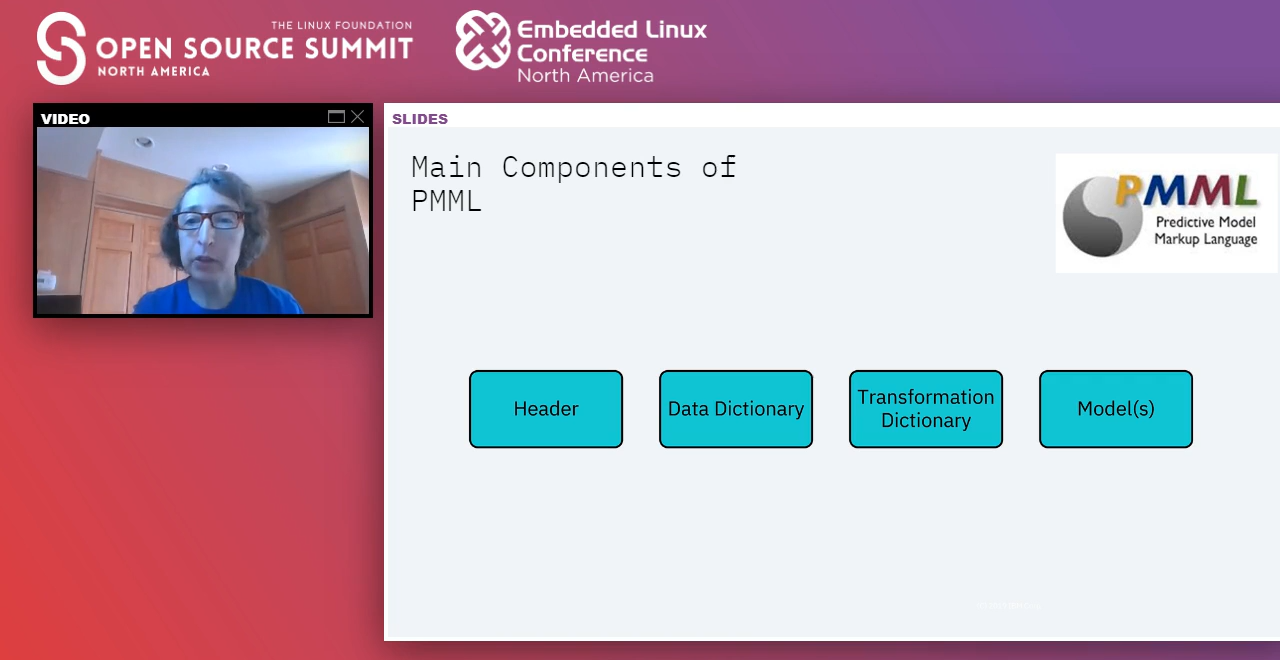 THE LINUX FOUNDATION
OPEN SOURCE SUMMIT
NORTH AMERICA
Embedded Linux
Conference
North America
VIDEO
SLIDES
Main Components of
PMML
PMML
Predictive Model
Markup Language
Header
Data Dictionary
Transformation
Dictionary
Model(s)